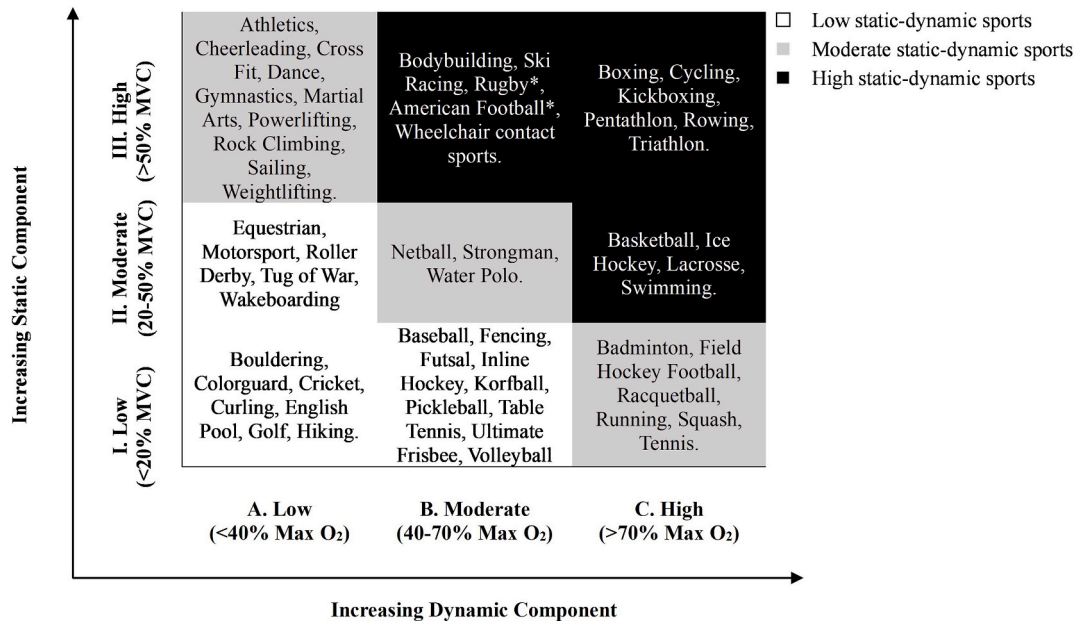 Low static-dynamic sports
Moderate static-dynamic sports
High static-dynamic sports
Increasing Static Component
III. High
(>50% MVC)
Athletics,
Cheerleading, Cross
Fit, Dance,
Gymnastics, Martial
Arts, Powerlifting,
Rock Climbing,
Sailing,
Weightlifting.
Bodybuilding, Ski
Racing, Rugby*,
American Football*,
Wheelchair contact
sports.
Boxing, Cycling,
Kickboxing,
Pentathlon, Rowing,
Triathlon.
II. Moderate
(20-50% MVC)
Equestrian,
Motorsport, Roller
Derby, Tug of War,
Wakeboarding
Netball, Strongman,
Water Polo.
Basketball, Ice
Hockey, Lacrosse,
Swimming.
I. Low
(<20% MVC)
Bouldering,
Colorguard, Cricket,
Curling, English
Pool, Golf, Hiking.
Baseball, Fencing,
Futsal, Inline
Hockey, Korfball,
Pickleball, Table
Tennis, Ultimate
Frisbee, Volleyball
Badminton, Field
Hockey Football,
Racquetball,
Running, Squash,
Tennis.
A. Low
(<40% Max O₂)
B. Moderate
(40-70% Max O₂)
C. High
(>70% Max O₂)
Increasing Dynamic Component